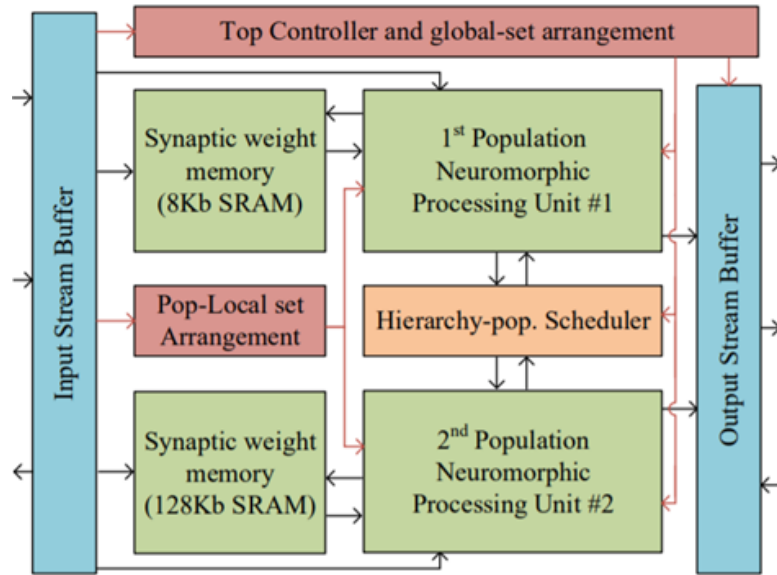 Top Controller and global-set arrangement
Input Stream Buffer
Synaptic weight
memory
(8Kb SRAM)
1st Population
Neuromorphic
Processing Unit #1
Pop-Local set
Arrangement
Hierarchy-pop. Scheduler
Synaptic weight
memory
(128Kb SRAM)
2nd Population
Neuromorphic
Processing Unit #2
Output Stream Buffer